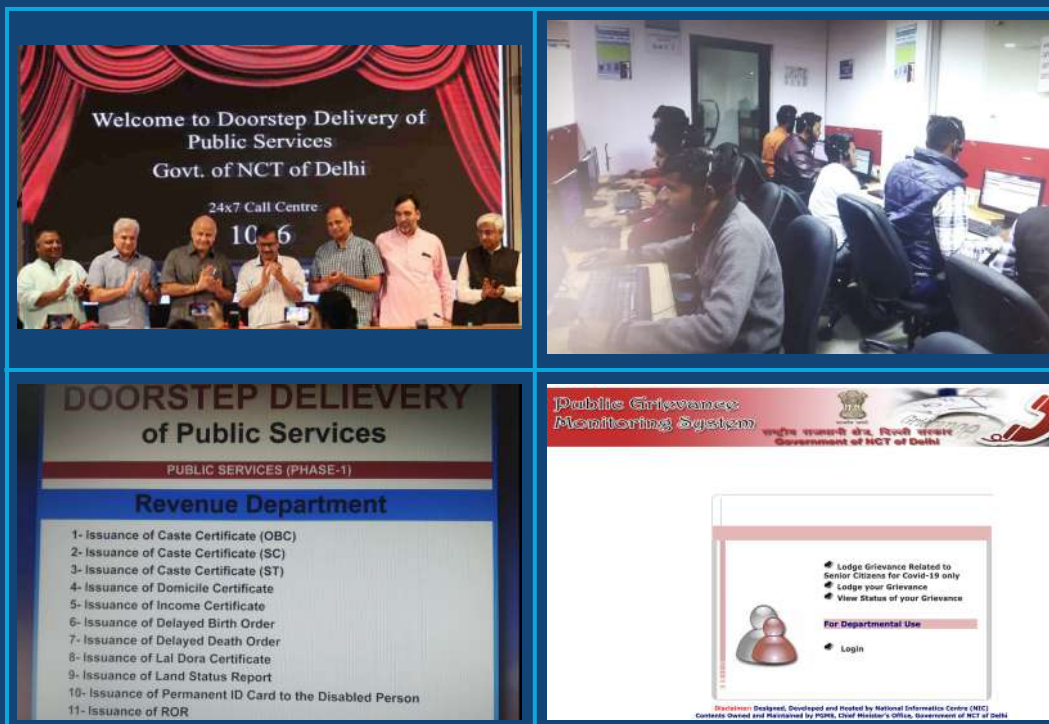 Welcome to Doorstep Delivery of
Public Services
Govt. of NCT of Delhi
24x7 Call Centre
DOORSTEP DELIEVERY
of Public Services
PUBLIC SERVICES (PHASE-1)
Revenue Department
1- Issuance of Caste Certificate (OBC)
2- Issuance of Caste Certificate (SC)
3- Issuance of Caste Certificate (ST)
4- Issuance of Domicile Certificate
5- Issuance of Income Certificate
6- Issuance of Delayed Birth Order
7- Issuance of Delayed Death Order
8- Issuance of Lal Dora Certificate
9- Issuance of Land Status Report
10- Issuance of Permanent ID Card to the Disabled Person
11- Issuance of ROR
Public Grievance
Monitoring System
राष्ट्रीय राजधानी क्षेत्र, दिल्ली सरकार
Government of NCT of Delhi
Lodge Grievance Related to
Senior Citizens for Covid-19 only
Lodge your Grievance
View Status of your Grievance
For Departmental Use
Login
Disclaimer: Designed, Developed and Hosted by National Informatics Centre (NIC)
Contents Owned and Maintained by PGMS, Chief Minister's Office, Government of NCT of Delhi